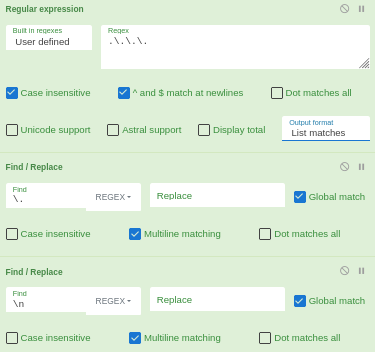 Regular expression
Built in regexes
User defined
Regex
.\.\.\.
Case insensitive
^ and $ match at newlines
Dot matches all
Unicode support
Astral support
Display total
Output format
List matches
Find / Replace
Find
\.
REGEX
Replace
Global match
Case insensitive
Multiline matching
Dot matches all
Find / Replace
Find
\n
REGEX
Replace
Global match
Case insensitive
Multiline matching
Dot matches all